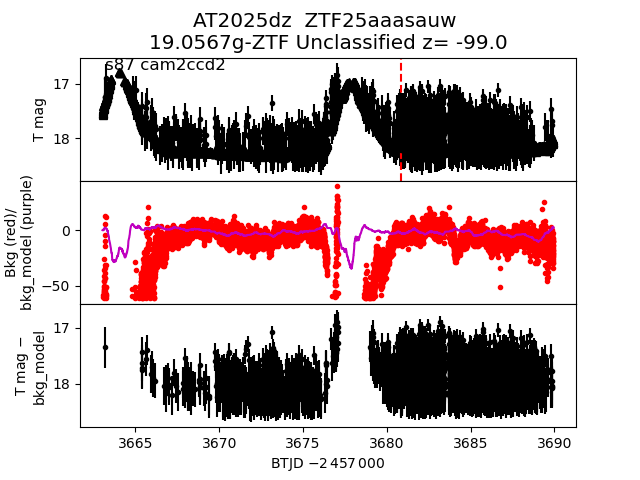 AT2025dz  ZTF25aaasauw
19.0567g-ZTF Unclassified z= -99.0
s87 cam2ccd2
17
18
T mag
0
−50
Bkg (red)/
bkg_model (purple)
17
18
T mag −
bkg_model
3665
3670
3675
3680
3685
3690
BTJD −2 457 000